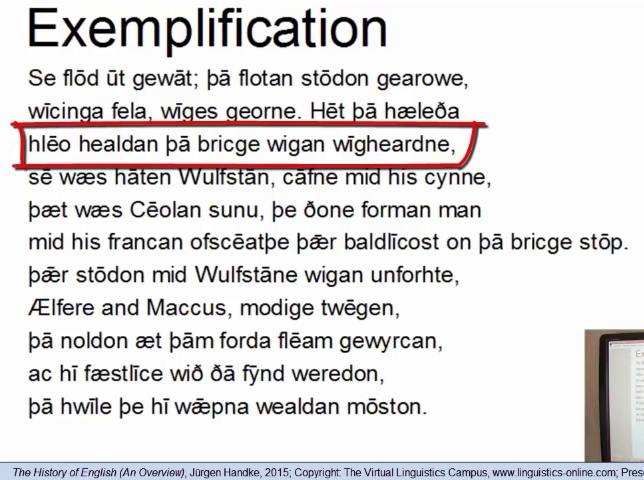 Exemplification
Se flōd ūt gewāt; þā flotan stōdon gearowe,
wīcinga fela, wīges georne. Hēt þā hæleða
hlēo healdan þā bricge wigan wīgheardne,
sē wæs hāten Wulfstān, cāfne mid his cynne,
þæt wæs Cēolan sunu, þe ðone forman man
mid his francan ofscēatþe þǣr baldlīcost on þā bricge stōp.
þǣr stōdon mid Wulfstāne wigan unforhte,
Ælfere and Maccus, modige twēgen,
þā noldon æt þām forda flēam gewyrcan,
ac hī fæstlīce wið ðā fȳnd weredon,
þā hwīle þe hī wǣpna wealdan mōston.
The History of English (An Overview), Jürgen Handke, 2015; Copyright: The Virtual Linguistics Campus, www.linguistics-online.com; Prese